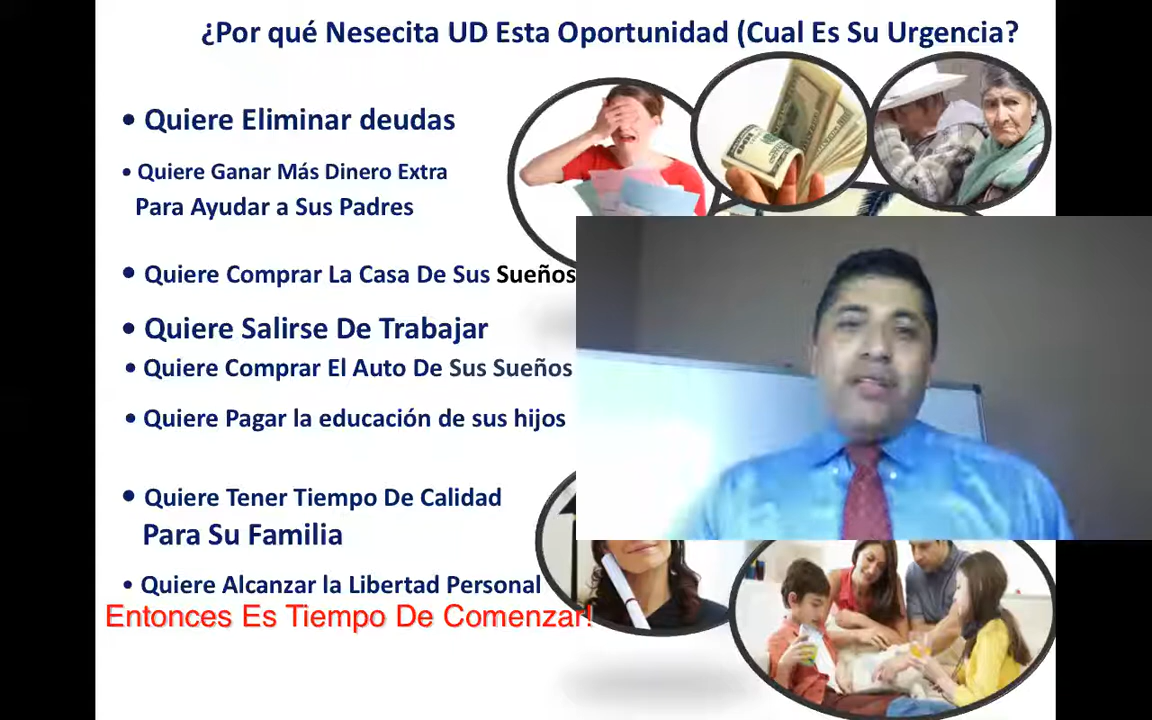 ¿Por qué Nesecita UD Esta Oportunidad (Cual Es Su Urgencia?
• Quiere Eliminar deudas
• Quiere Ganar Más Dinero Extra
Para Ayudar a Sus Padres
• Quiere Comprar La Casa De Sus Sueños
• Quiere Salirse De Trabajar
• Quiere Comprar El Auto De Sus Sueños
• Quiere Pagar la educación de sus hijos
• Quiere Tener Tiempo De Calidad
Para Su Familia
• Quiere Alcanzar la Libertad Personal
Entonces Es Tiempo De Comenzar!